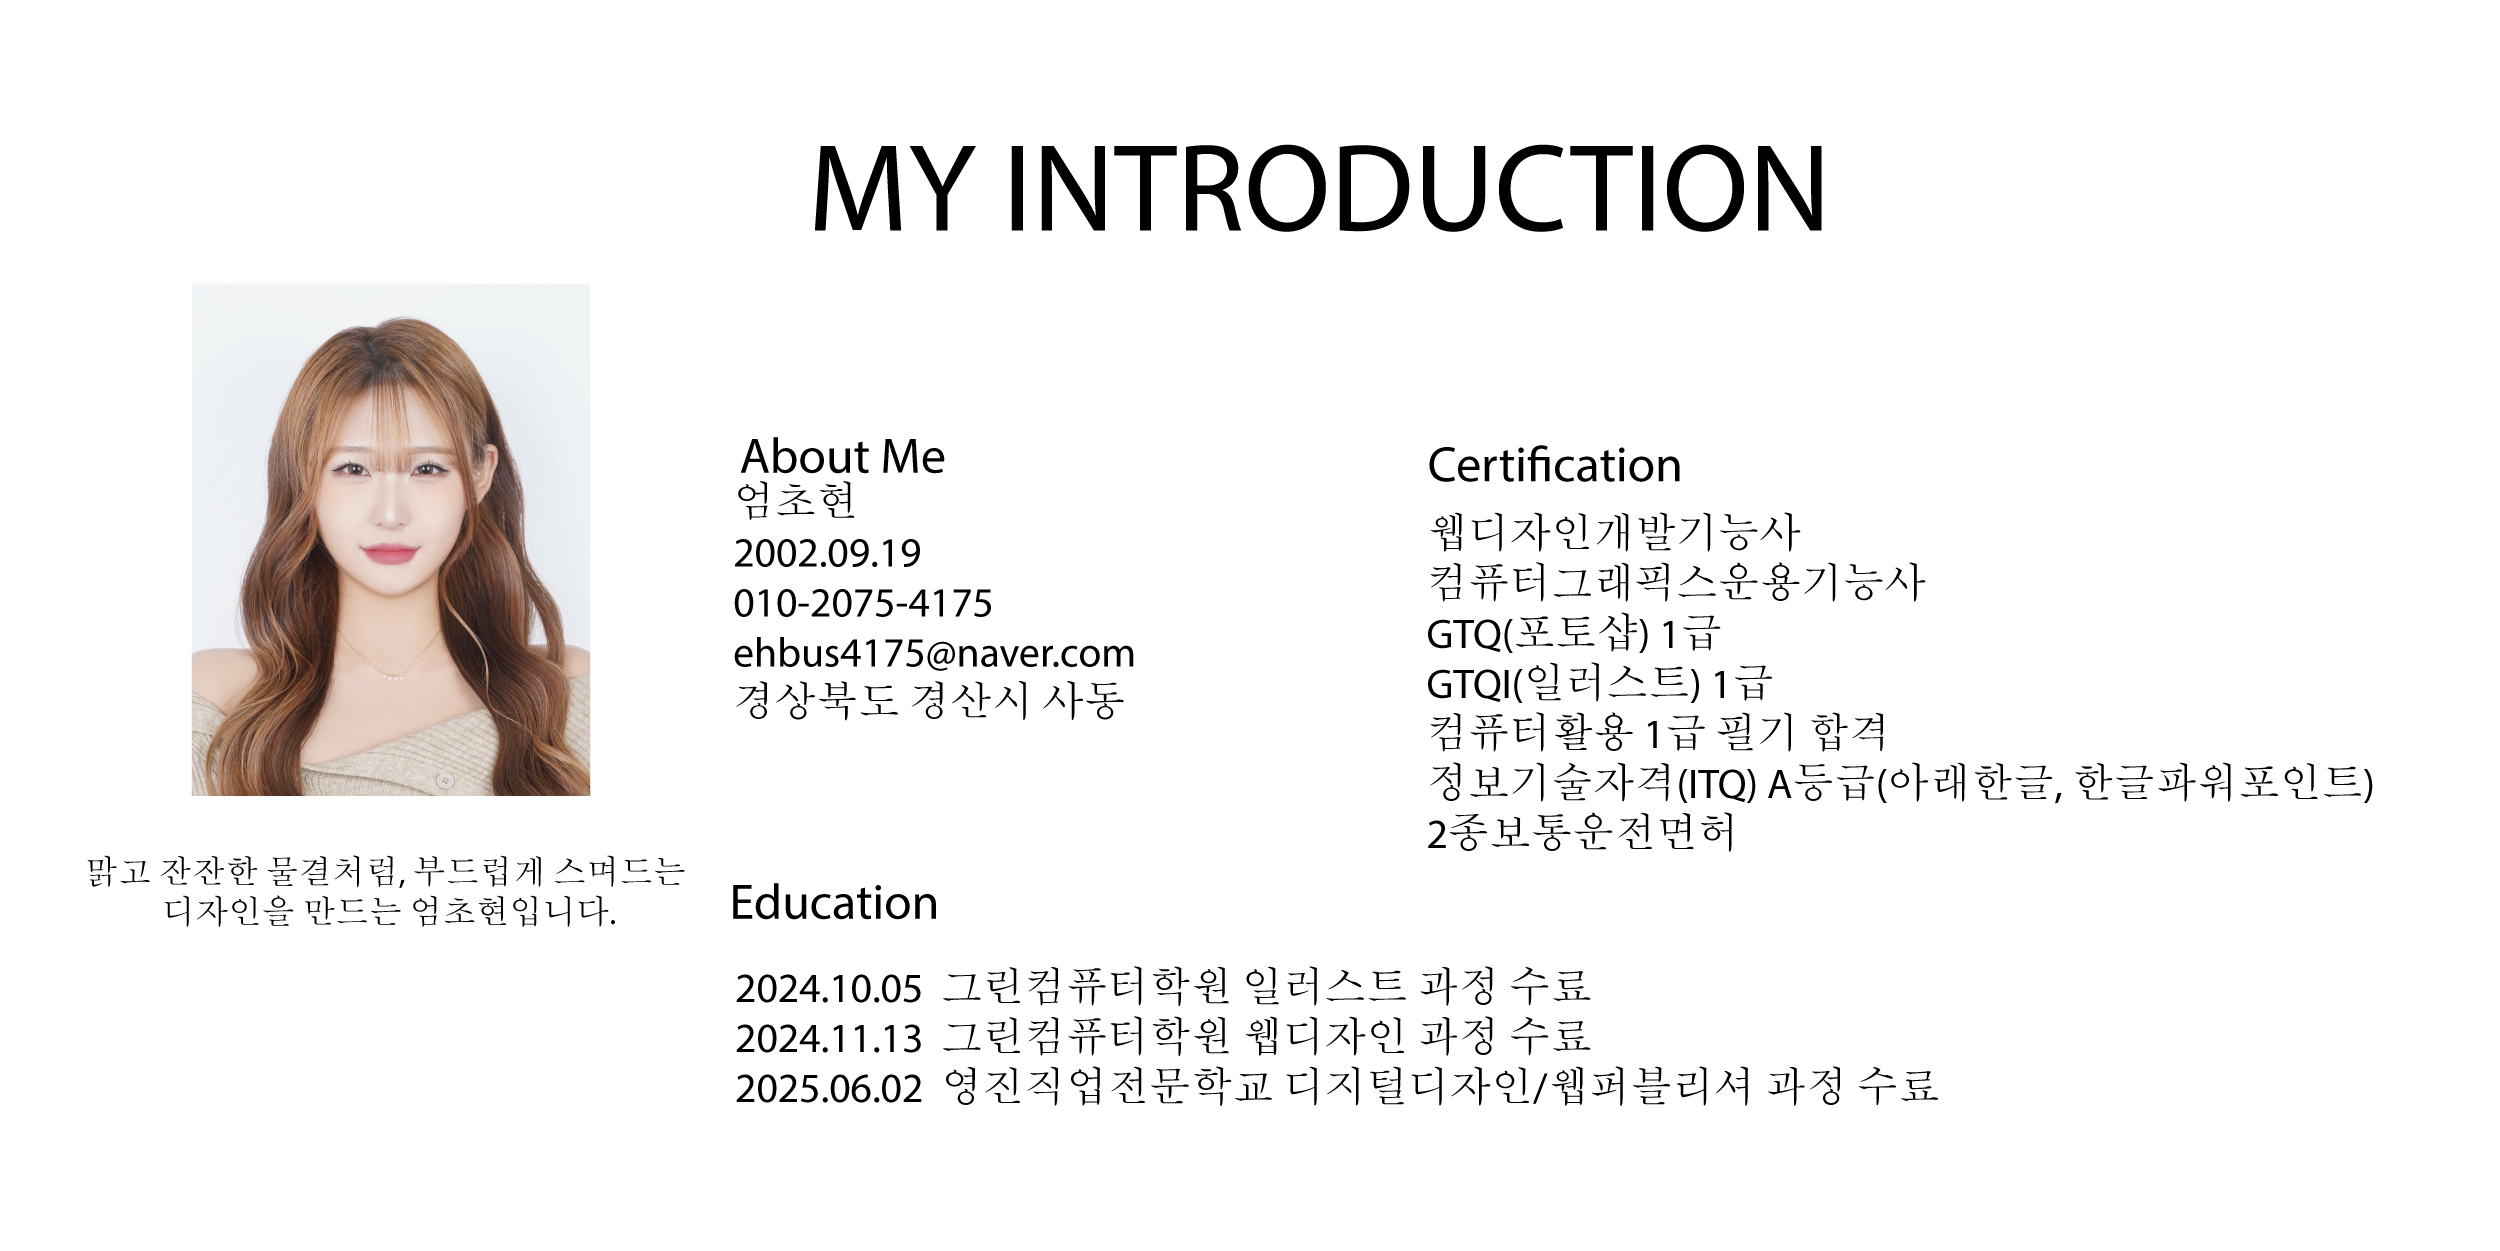 MY INTRODUCTION
맑고 잔잔한 물결처럼, 부드럽게 스며드는
디자인을 만드는 엄초현입니다.
About Me
엄초현
2002.09.19
010-2075-4175
ehbus4175@naver.com
경상북도 경산시 사동
Certification
웹디자인개발기능사
컴퓨터그래픽스운용기능사
GTQ(포토샵) 1급
GTQI(일러스트) 1급
컴퓨터활용 1급 필기 합격
정보기술자격(ITQ) A등급(아래한글, 한글파워포인트)
2종보통운전면허
Education
2024.10.05 그린컴퓨터학원 일러스트 과정 수료
2024.11.13 그린컴퓨터학원 웹디자인 과정 수료
2025.06.02 영진직업전문학교 디지털디자인/웹퍼블리셔 과정 수료